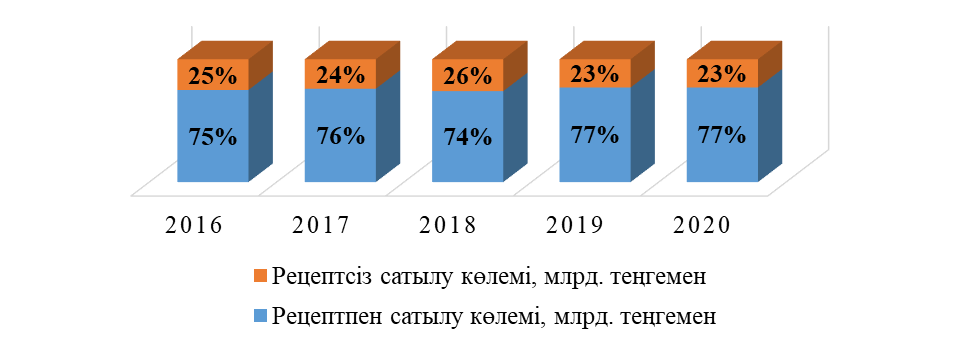 25% 24% 26% 23% 23%
75% 76% 74% 77% 77%
2016 2017 2018 2019 2020
Рецептсіз сатылу көлемі, млрд. теңгемен
Рецептпен сатылу көлемі, млрд. теңгемен